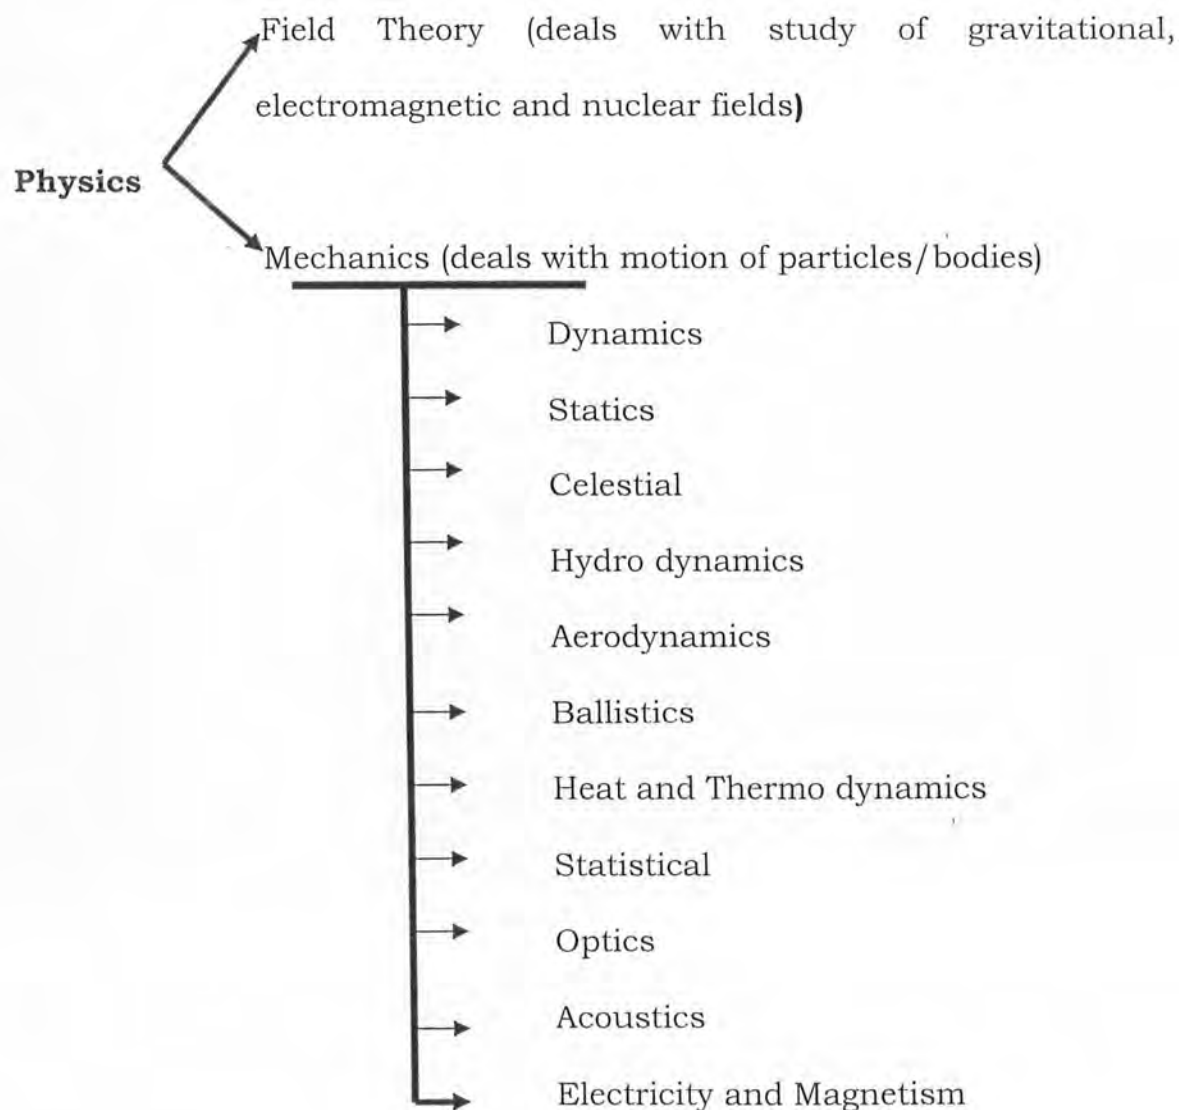 Field Theory (deals with study of gravitational,
electromagnetic and nuclear fields)
Physics
Mechanics (deals with motion of particles/bodies)
Dynamics
Statics
Celestial
Hydro dynamics
Aerodynamics
Ballistics
Heat and Thermo dynamics
Statistical
Optics
Acoustics
Electricity and Magnetism